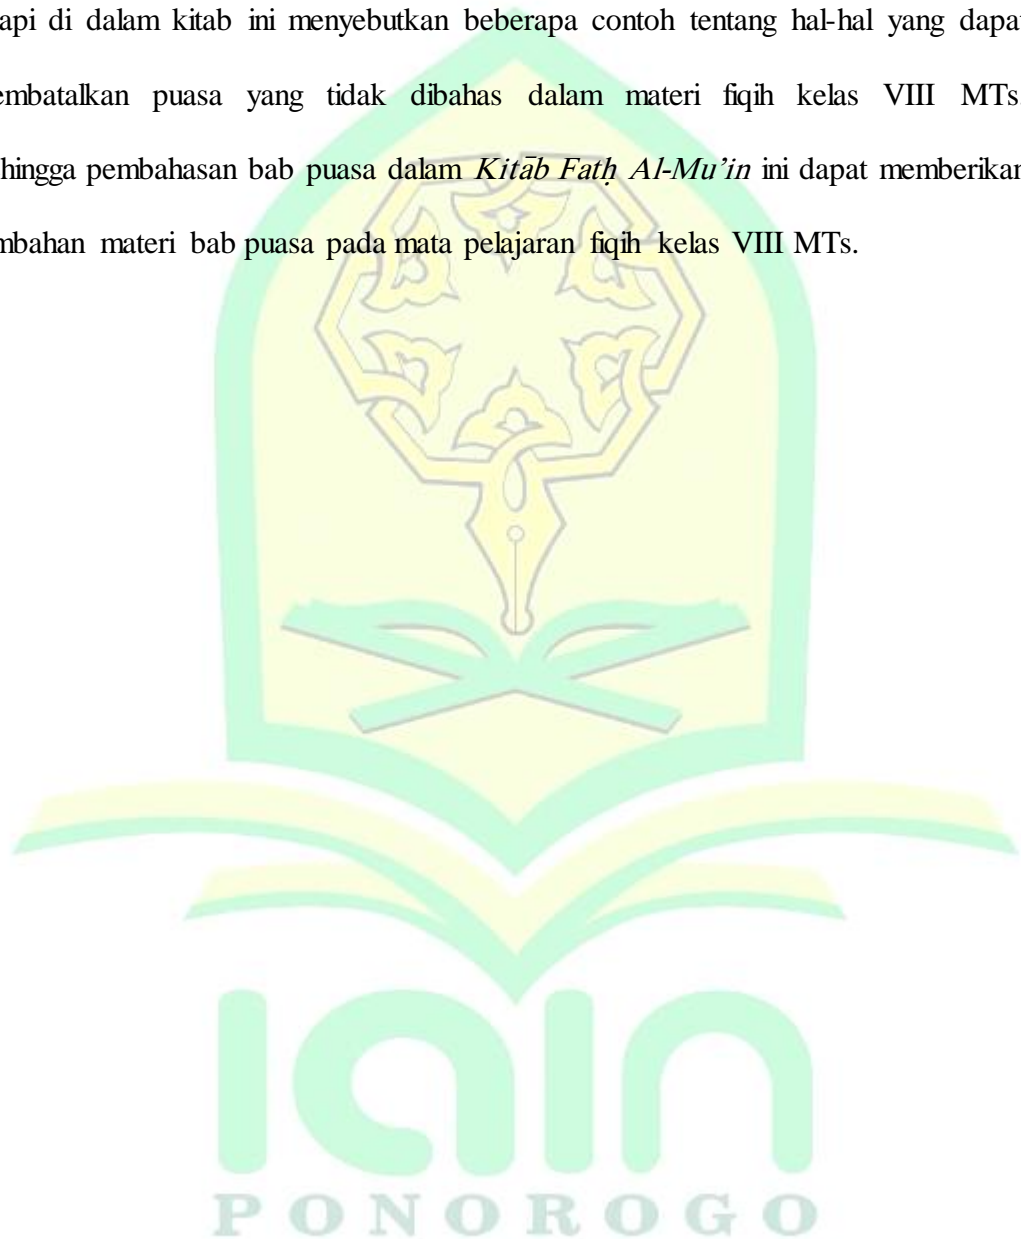 api di dalam kitab ini menyebutkan beberapa contoh tentang hal-hal yang dapat
embatalkan puasa yang tidak dibahas dalam materi fiqih kelas VIII MTs.
hingga pembahasan bab puasa dalam Kitāb Fatḥ Al-Mu'in ini dapat memberikan
mbahan materi bab puasa pada mata pelajaran fiqih kelas VIII MTs.
iain
PONOROGO